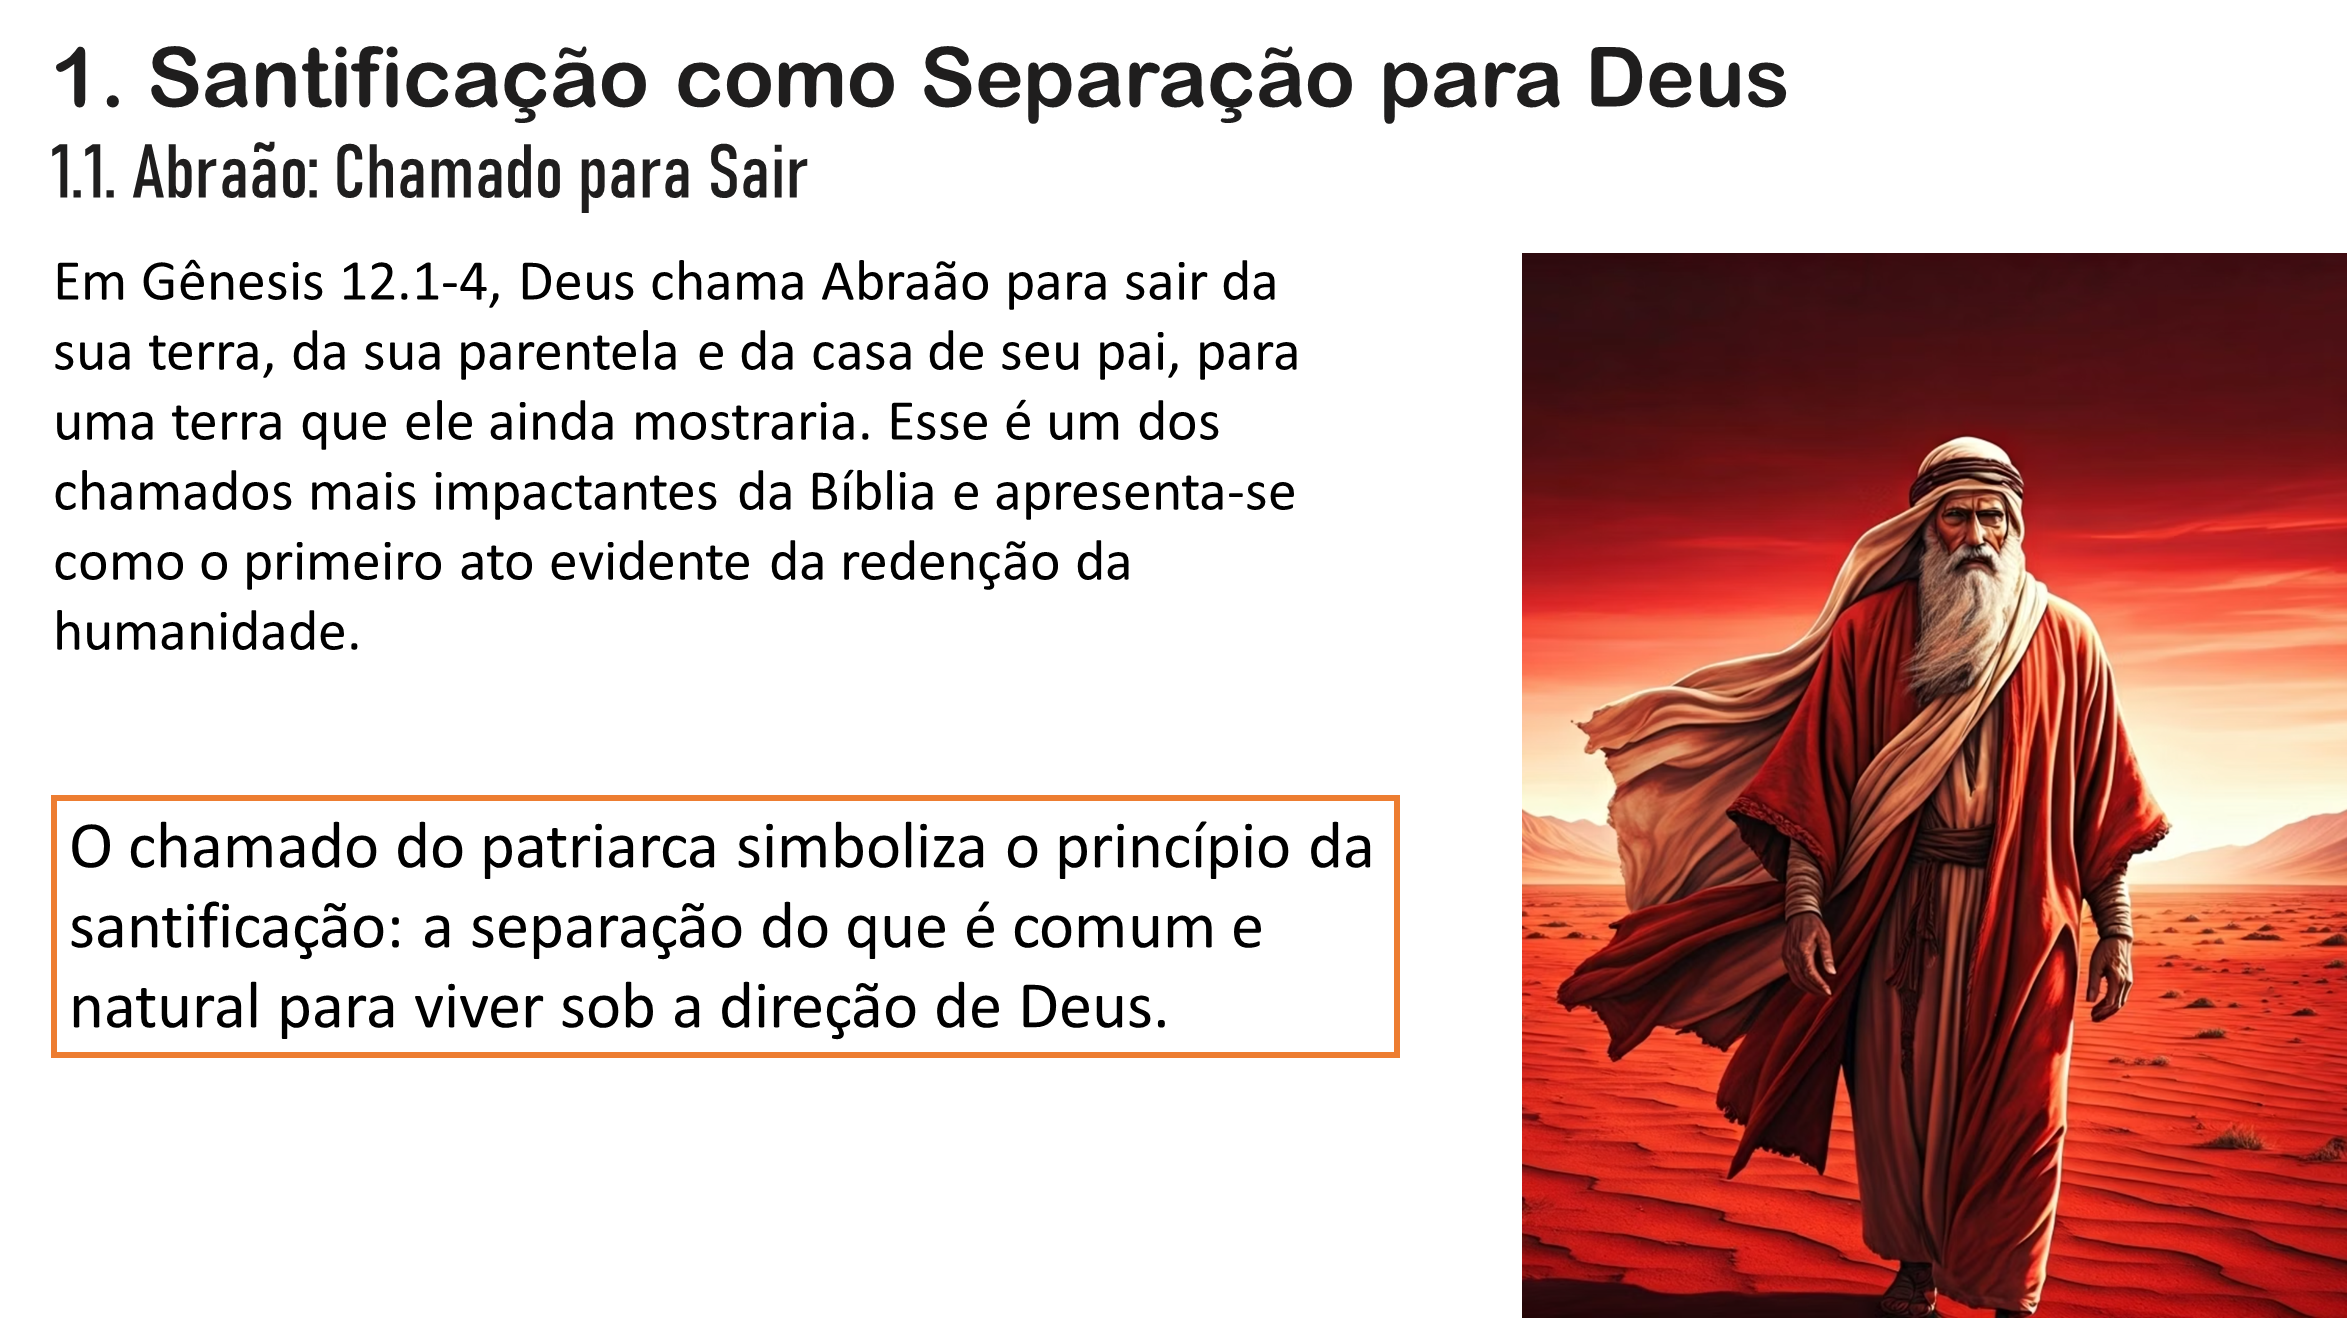 1. Santificação como Separação para Deus
1.1. Abraão: Chamado para Sair
Em Gênesis 12.1-4, Deus chama Abraão para sair da
sua terra, da sua parentela e da casa de seu pai, para
uma terra que ele ainda mostraria. Esse é um dos
chamados mais impactantes da Bíblia e apresenta-se
como o primeiro ato evidente da redenção da
humanidade.
O chamado do patriarca simboliza o princípio da
santificação: a separação do que é comum e
natural para viver sob a direção de Deus.